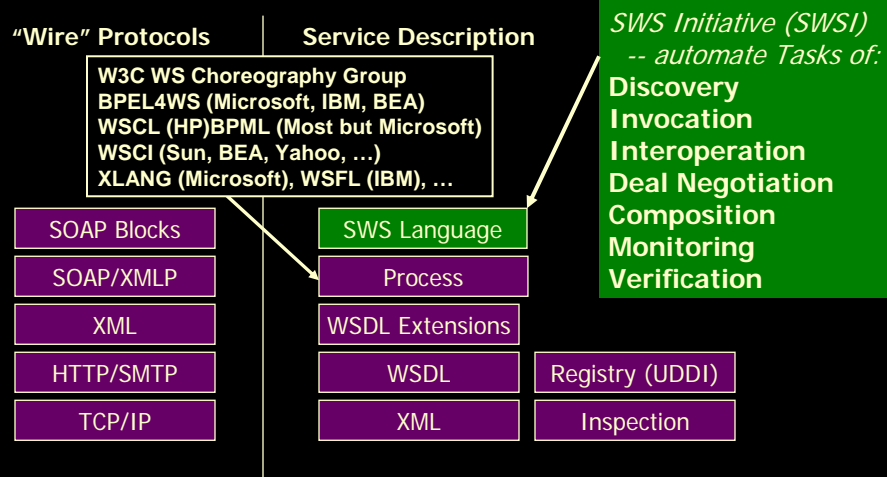 “Wire” Protocols
Service Description
W3C WS Choreography Group
BPEL4WS (Microsoft, IBM, BEA)
WSCL (HP)BPML (Most but Microsoft)
WSCI (Sun, BEA, Yahoo, …)
XLANG (Microsoft), WSFL (IBM), …
SWS Initiative (SWSI)
-- automate Tasks of:
Discovery
Invocation
Interoperation
Deal Negotiation
Composition
Monitoring
Verification
SOAP Blocks
SWS Language
SOAP/XMLP
Process
XML
WSDL Extensions
HTTP/SMTP
WSDL
Registry (UDDI)
TCP/IP
XML
Inspection